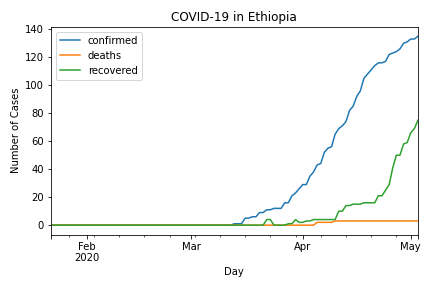 COVID-19 in Ethiopia
confirmed
deaths
recovered
Number of Cases
140
120
100
80
60
40
20
0
Feb
2020
Mar
Apr
May
Day